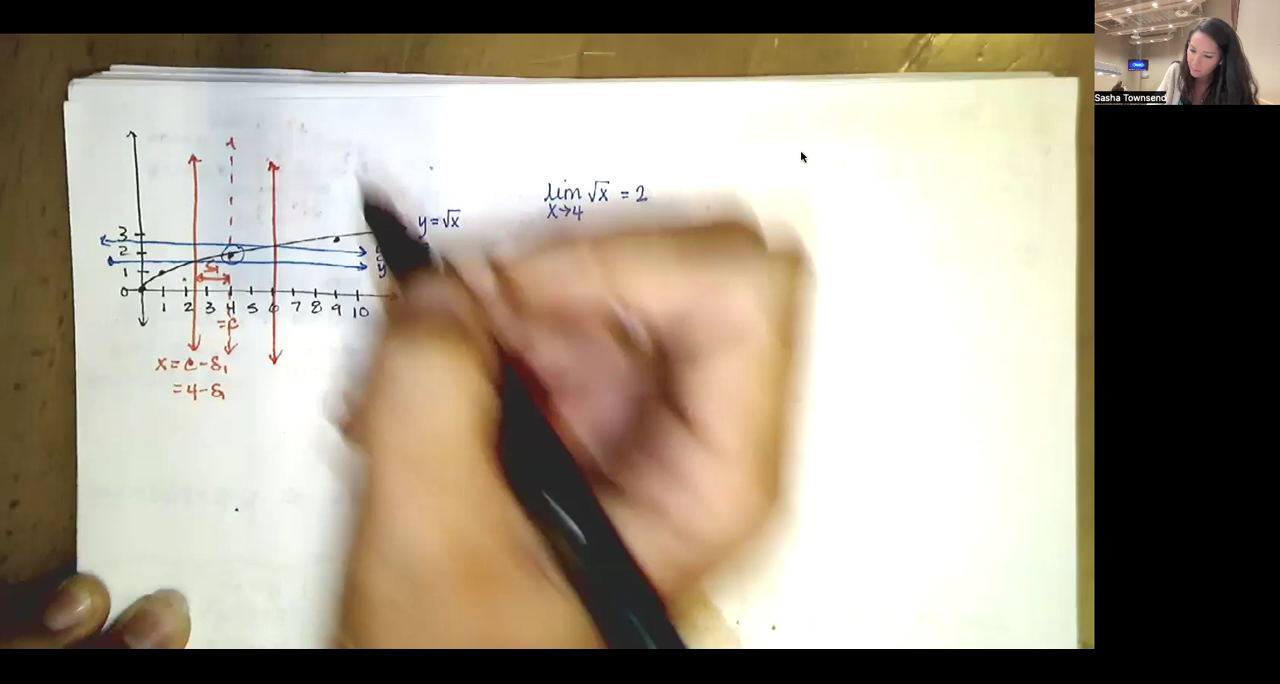 lim √x = 2
x→4
y = √x
3
2
1
0
δ₁
1 2 3 4 5 6 7 8 9 10
= c
x = c - δ₁
= 4 - δ₁
Sasha Townsend